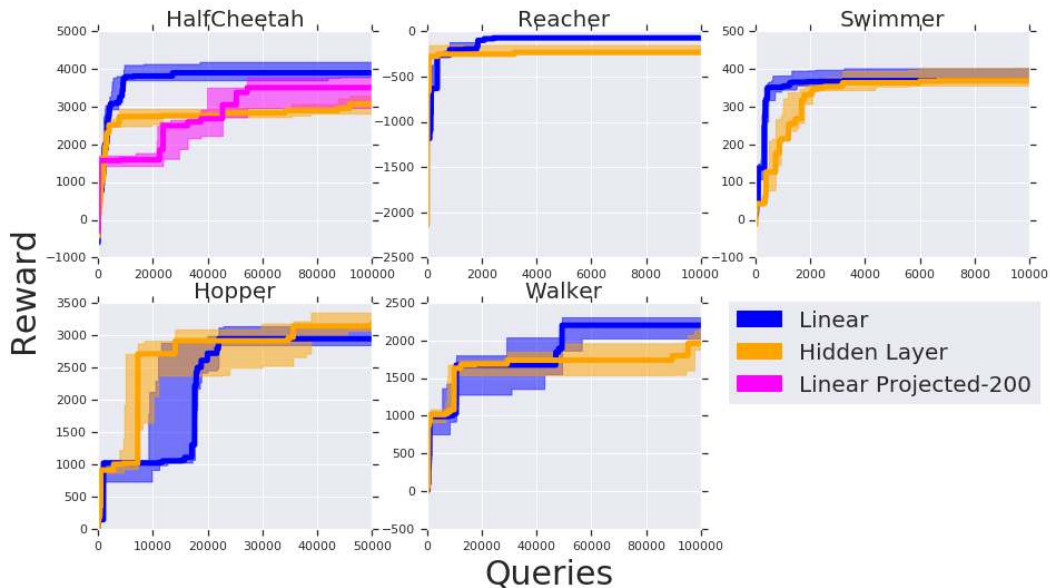 HalfCheetah
5000
4000
3000
2000
1000
0
−1000
0 20000 40000 60000 80000 100000
Reacher
0
−500
−1000
−1500
−2000
−2500
0 2000 4000 6000 8000 10000
Swimmer
500
400
300
200
100
0
−100
0 2000 4000 6000 8000 10000
Reward
Hopper
3500
3000
2500
2000
1500
1000
500
0
0 10000 20000 30000 40000 50000
Walker
2500
2000
1500
1000
500
0
−500
0 20000 40000 60000 80000 100000
Linear
Hidden Layer
Linear Projected-200
Queries